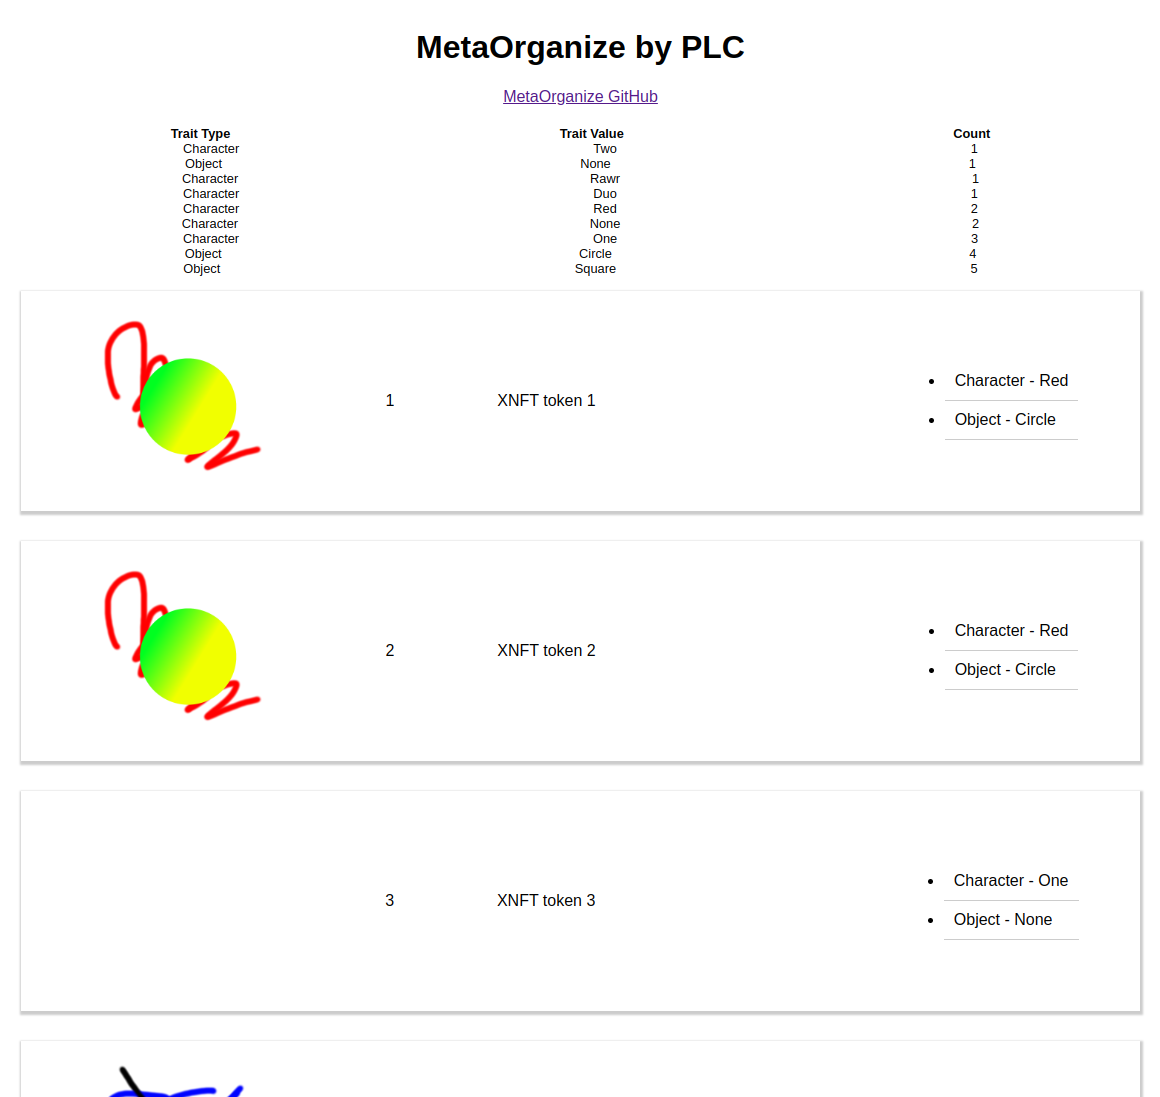 MetaOrganize by PLC
MetaOrganize GitHub
Trait Type Trait Value Count
Character Two 1
Object None 1
Character Rawr 1
Character Duo 1
Character Red 2
Character None 2
Character One 3
Object Circle 4
Object Square 5
1 XNFT token 1
Character - Red
Object - Circle
2 XNFT token 2
Character - Red
Object - Circle
3 XNFT token 3
Character - One
Object - None